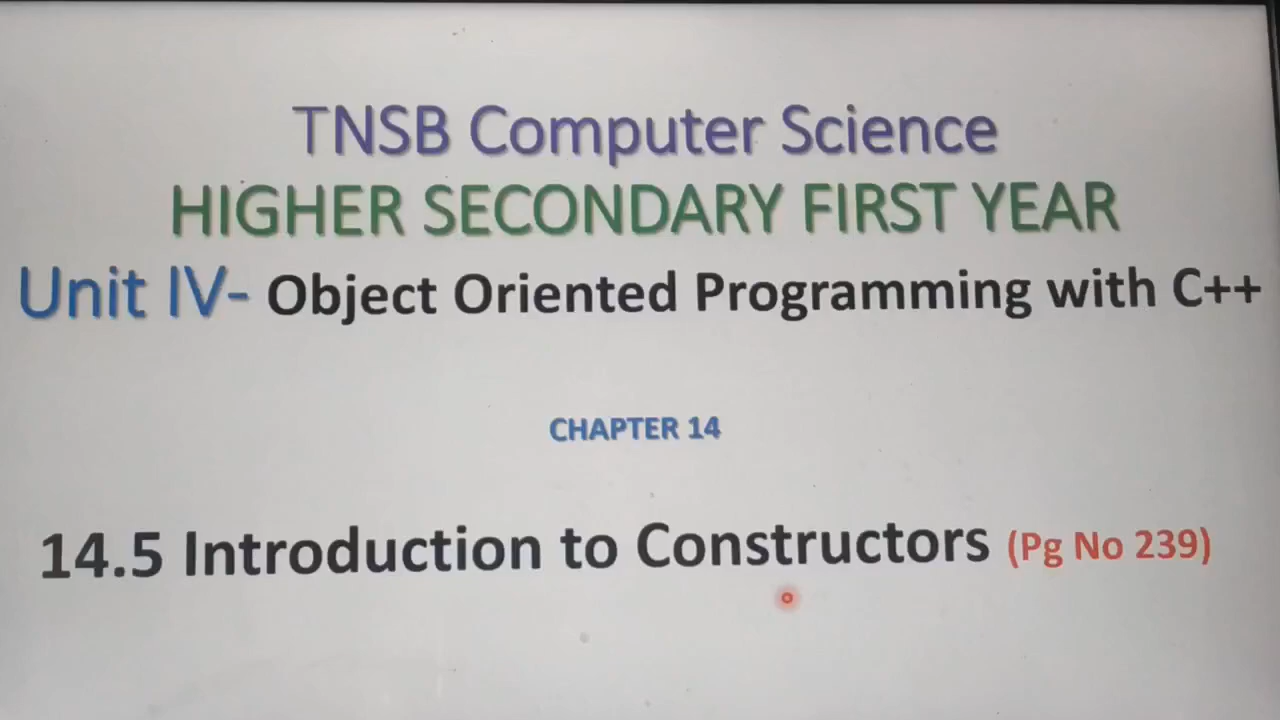 TNSB Computer Science
HIGHER SECONDARY FIRST YEAR
Unit IV- Object Oriented Programming with C++
CHAPTER 14
14.5 Introduction to Constructors (Pg No 239)